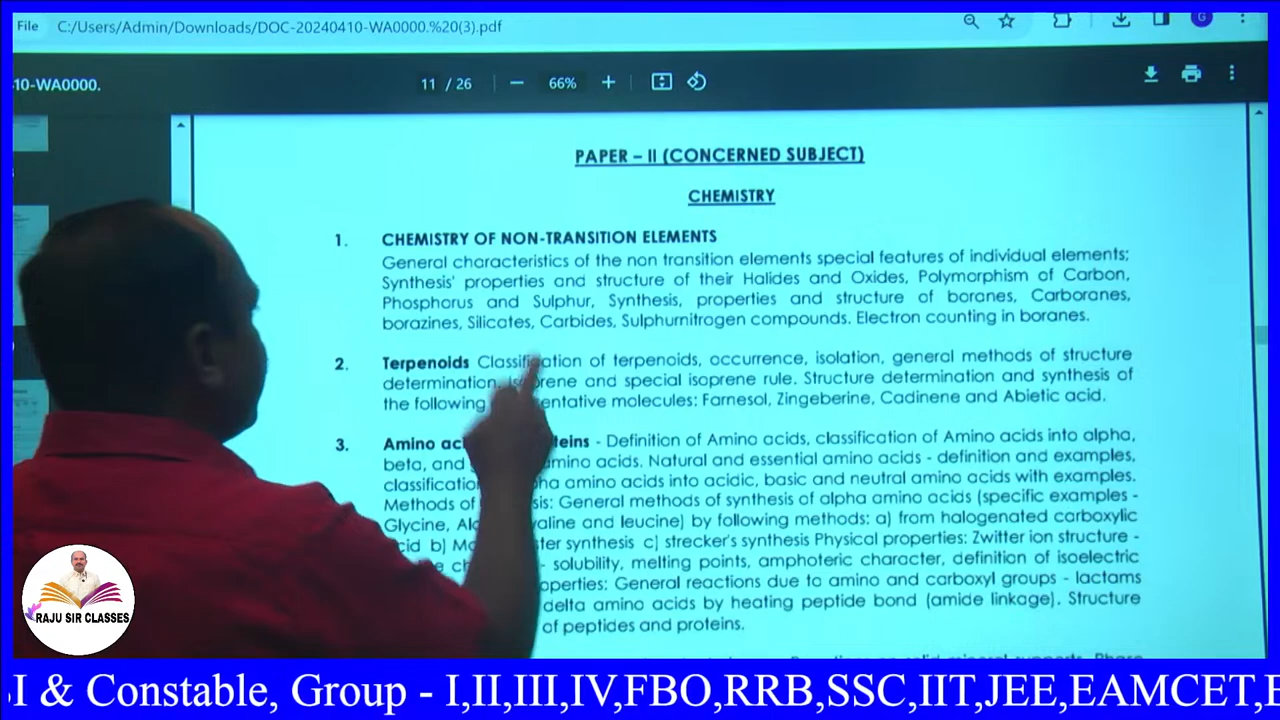 File C:/Users/Admin/Downloads/DOC-20240410-WA0000.%20(3).pdf
G
-10-WA0000.
11 / 26 66%
PAPER – II (CONCERNED SUBJECT)
CHEMISTRY
1. CHEMISTRY OF NON-TRANSITION ELEMENTS
General characteristics of the non transition elements special features of individual elements;
Synthesis' properties and structure of their Halides and Oxides, Polymorphism of Carbon,
Phosphorus and Sulphur, Synthesis, properties and structure of boranes, Carboranes,
borazines, Silicates, Carbides, Sulphurnitrogen compounds. Electron counting in boranes.
2. Terpenoids Classification of terpenoids, occurrence, isolation, general methods of structure
determination, isoprene and special isoprene rule. Structure determination and synthesis of
the following molecules: Farnesol, Zingeberine, Cadinene and Abietic acid.
3. Amino - Definition of Amino acids, classification of Amino acids into alpha,
beta, and amino acids. Natural and essential amino acids - definition and examples,
amino acids into acidic, basic and neutral amino acids with examples.
Methods of General methods of synthesis of alpha amino acids (specific examples -
Glycine, valine and leucine) by following methods: a) from halogenated carboxylic
b) synthesis c) strecker's synthesis Physical properties: Zwitter ion structure -
- solubility, melting points, amphoteric character, definition of isoelectric
General reactions due to amino and carboxyl groups - lactams
delta amino acids by heating peptide bond (amide linkage). Structure
of peptides and proteins.
RAJU SIR CLASSES
SI & Constable, Group - I,II,III,IV,FBO,RRB,SSC,IIT,JEE,EAMCET,